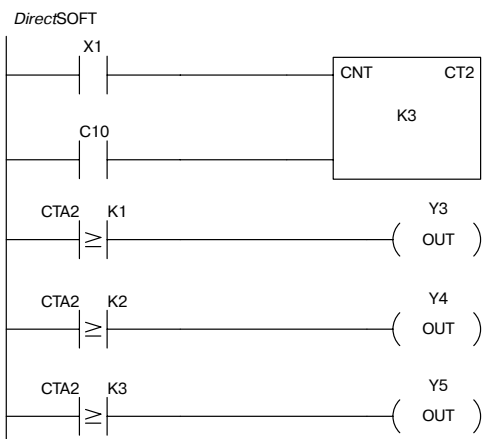 DirectSOFT
X1
CNT CT2
K3
C10
CTA2 K1 Y3
≥ OUT
CTA2 K2 Y4
≥ OUT
CTA2 K3 Y5
≥ OUT